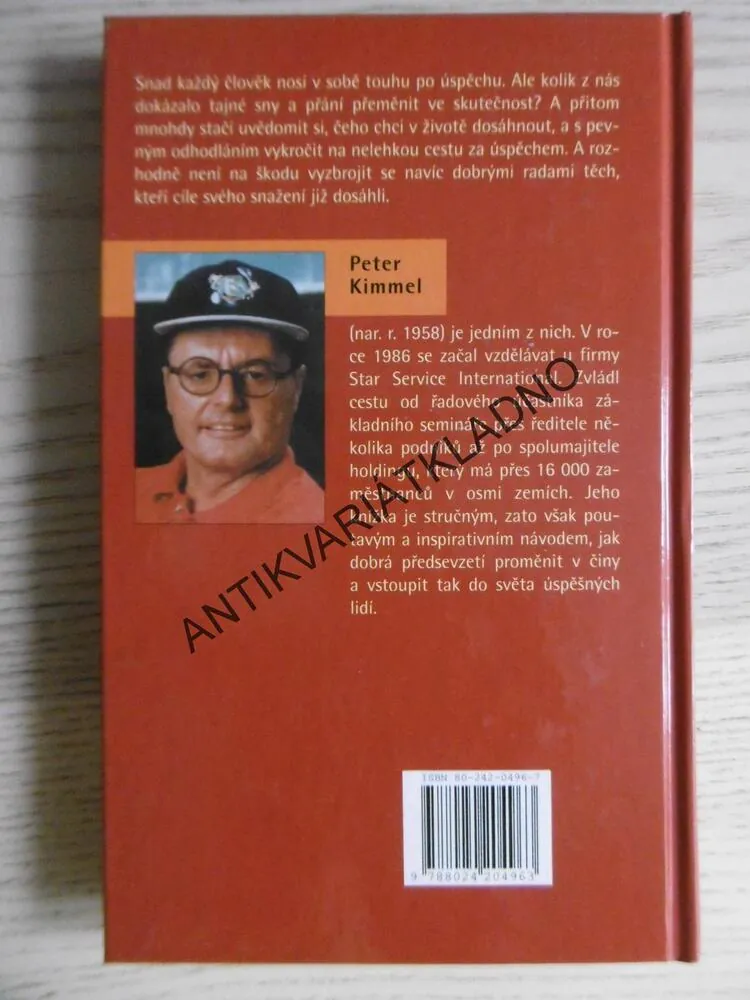 Snad každý člověk nosí v sobě touhu po úspěchu. Ale kolik z nás
dokázalo tajné sny a přání přeměnit ve skutečnost? A přitom
mnohdy stačí uvědomit si, čeho chci v životě dosáhnout, a s pev-
ným odhodláním vykročit na nelehkou cestu za úspěchem. A roz-
hodně není na škodu vyzbrojit se navíc dobrými radami těch,
kteří cíle svého snažení již dosáhli.
Peter
Kimmel
(nar. r. 1958) je jedním z nich. V ro-
ce 1986 se začal vzdělávat u firmy
Star Service International. Zvládl
cestu od řadového účastníka zá-
kladního semináře přes ředitele ně-
kolika podniků až po spolumajitele
holdingu, který má přes 16 000 za-
městnanců v osmi zemích. Jeho
knížka je stručným, zato však pou-
tavým a inspirativním návodem, jak
dobrá předsevzetí proměnit v činy
a vstoupit tak do světa úspěšných
lidí.
ANTIKVARIÁTKLADNO
ISBN 80-242-0496-7
9 788024 204963